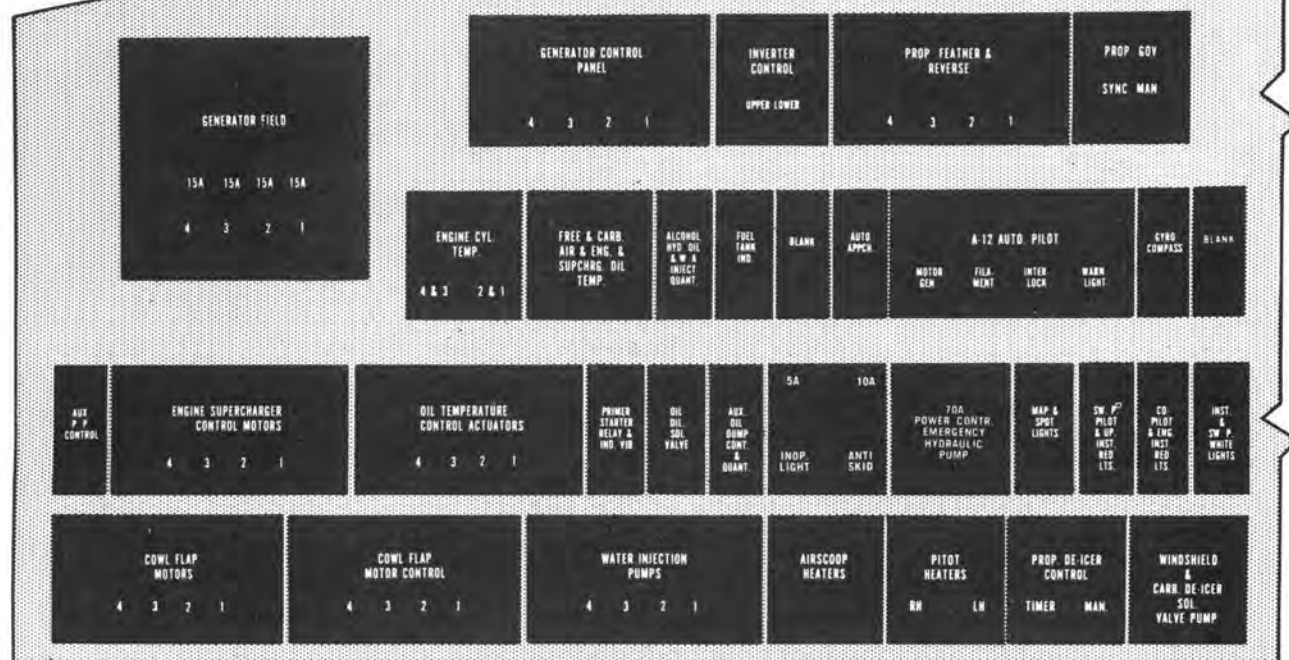 GENERATOR FIELD
15A 15A 15A 15A
4 3 2 1
GENERATOR CONTROL
PANEL
4 3 2 1
INVERTER
CONTROL
UPPER LOWER
PROP. FEATHER &
REVERSE
4 3 2 1
PROP GOV
SYNC MAN
ENGINE CYL.
TEMP.
4 & 3 2 & 1
FREE & CARB.
AIR & ENG. &
SUPCHRG. OIL
TEMP.
ALCOHOL
HYD OIL
& W A
INJECT
QUANT.
FUEL
TANK
IND.
BLANK
AUTO
APPCH.
A-12 AUTO. PILOT
MOTOR FILA- INTER- WARN
GEN MENT LOCK LIGHT
GYRO
COMPASS
BLANK
AUX
P P
CONTROL
ENGINE SUPERCHARGER
CONTROL MOTORS
4 3 2 1
OIL TEMPERATURE
CONTROL ACTUATORS
4 3 2 1
PRIMER
STARTER
RELAY &
IND. VIB
OIL
DIL.
SOL
VALVE
AUX.
OIL
DUMP
CONT.
&
QUANT.
5A 10A
INOP. ANTI
LIGHT SKID
70A
POWER CONTR.
EMERGENCY
HYDRAULIC
PUMP
MAP &
SPOT
LIGHTS
SW. P
PILOT
& UP.
INST
RED
LTS.
CO
PILOT
& ENG.
INST.
RED
LTS
INST.
&
SW P.
WHITE
LIGHTS
COWL FLAP
MOTORS
4 3 2 1
COWL FLAP
MOTOR CONTROL
4 3 2 1
WATER INJECTION
PUMPS
4 3 2 1
AIRSCOOP
HEATERS
PITOT
HEATERS
RH LH
PROP. DE-ICER
CONTROL
TIMER MAN.
WINDSHIELD
&
CARB. DE-ICER
SOL.
VALVE PUMP